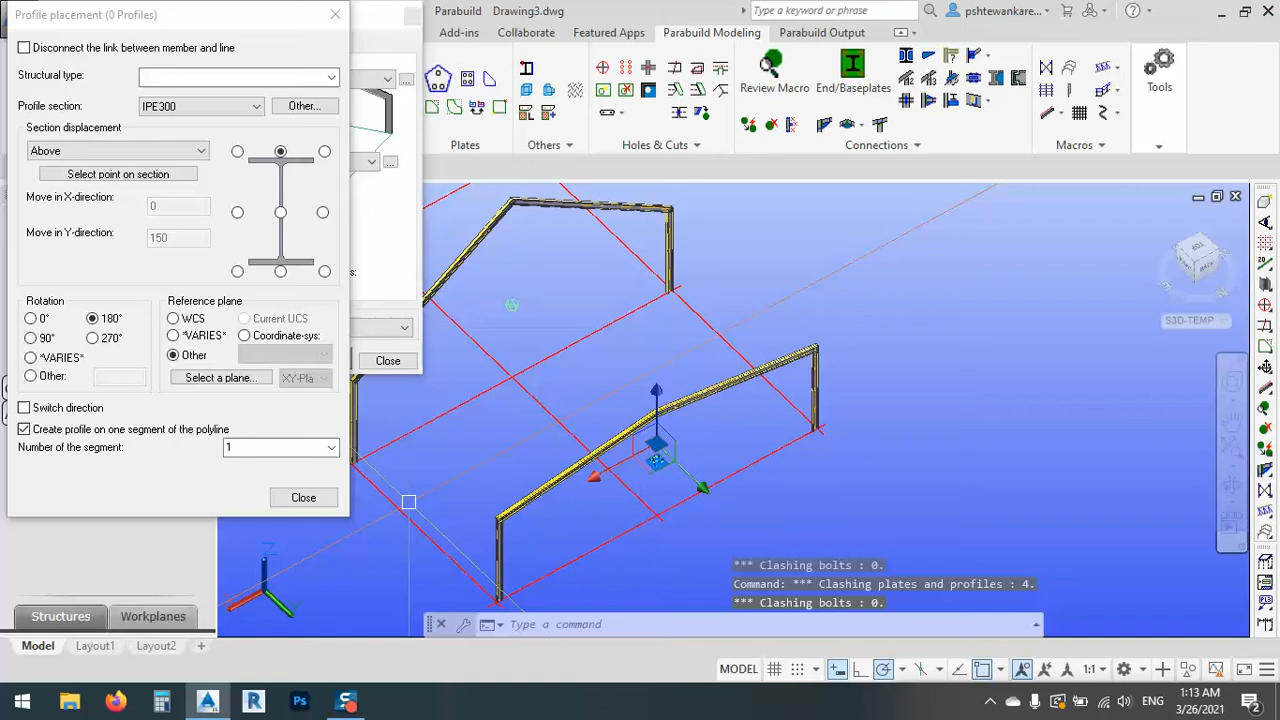 Profile placement (0 Profiles)
Disconnect the link between member and line
Structural type:
Profile section:
IPE300
Other...
Section displacement
Above
Select point on section
Move in X-direction:
0
Move in Y-direction:
150
Rotation
0°
180°
90°
270°
*VARIES*
Other:
Reference plane
WCS
Current UCS
*VARIES*
Coordinate-sys:
Other
Select a plane...
XY-Pla
Switch direction
Create profile on one segment of the polyline
Number of the segment:
1
Close
s:
Close
Parabuild
Drawing3.dwg
Type a keyword or phrase
pshtewankare...
Add-ins
Collaborate
Featured Apps
Parabuild Modeling
Parabuild Output
Review Macro
End/Baseplates
Tools
Plates
Others
Holes & Cuts
Connections
Macros
TOP
BACK
S3D-TEMP
Z
*** Clashing bolts : 0.
Command: *** Clashing plates and profiles : 4.
*** Clashing bolts : 0.
Type a command
Structures
Workplanes
Model
Layout1
Layout2
MODEL
1:1
ENG
1:13 AM
3/26/2021
2